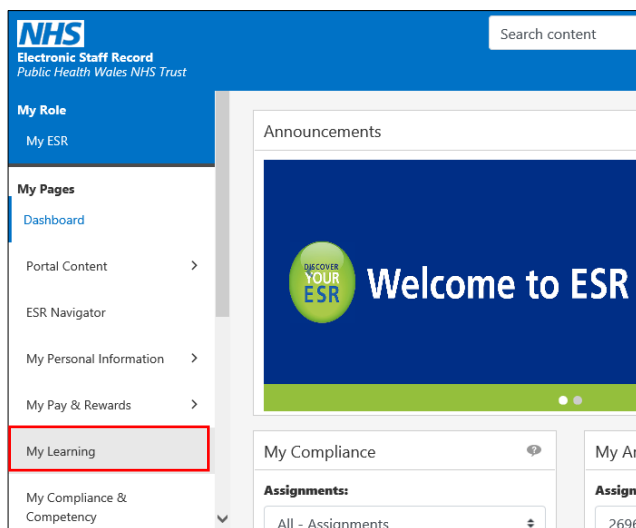 NHS
Electronic Staff Record
Public Health Wales NHS Trust
Search content
My Role
My ESR
My Pages
Dashboard
Portal Content
ESR Navigator
My Personal Information
My Pay & Rewards
My Learning
My Compliance &
Competency
Announcements
DISCOVER
YOUR
ESR
Welcome to ESR
My Compliance
Assignments:
All - Assignments
My